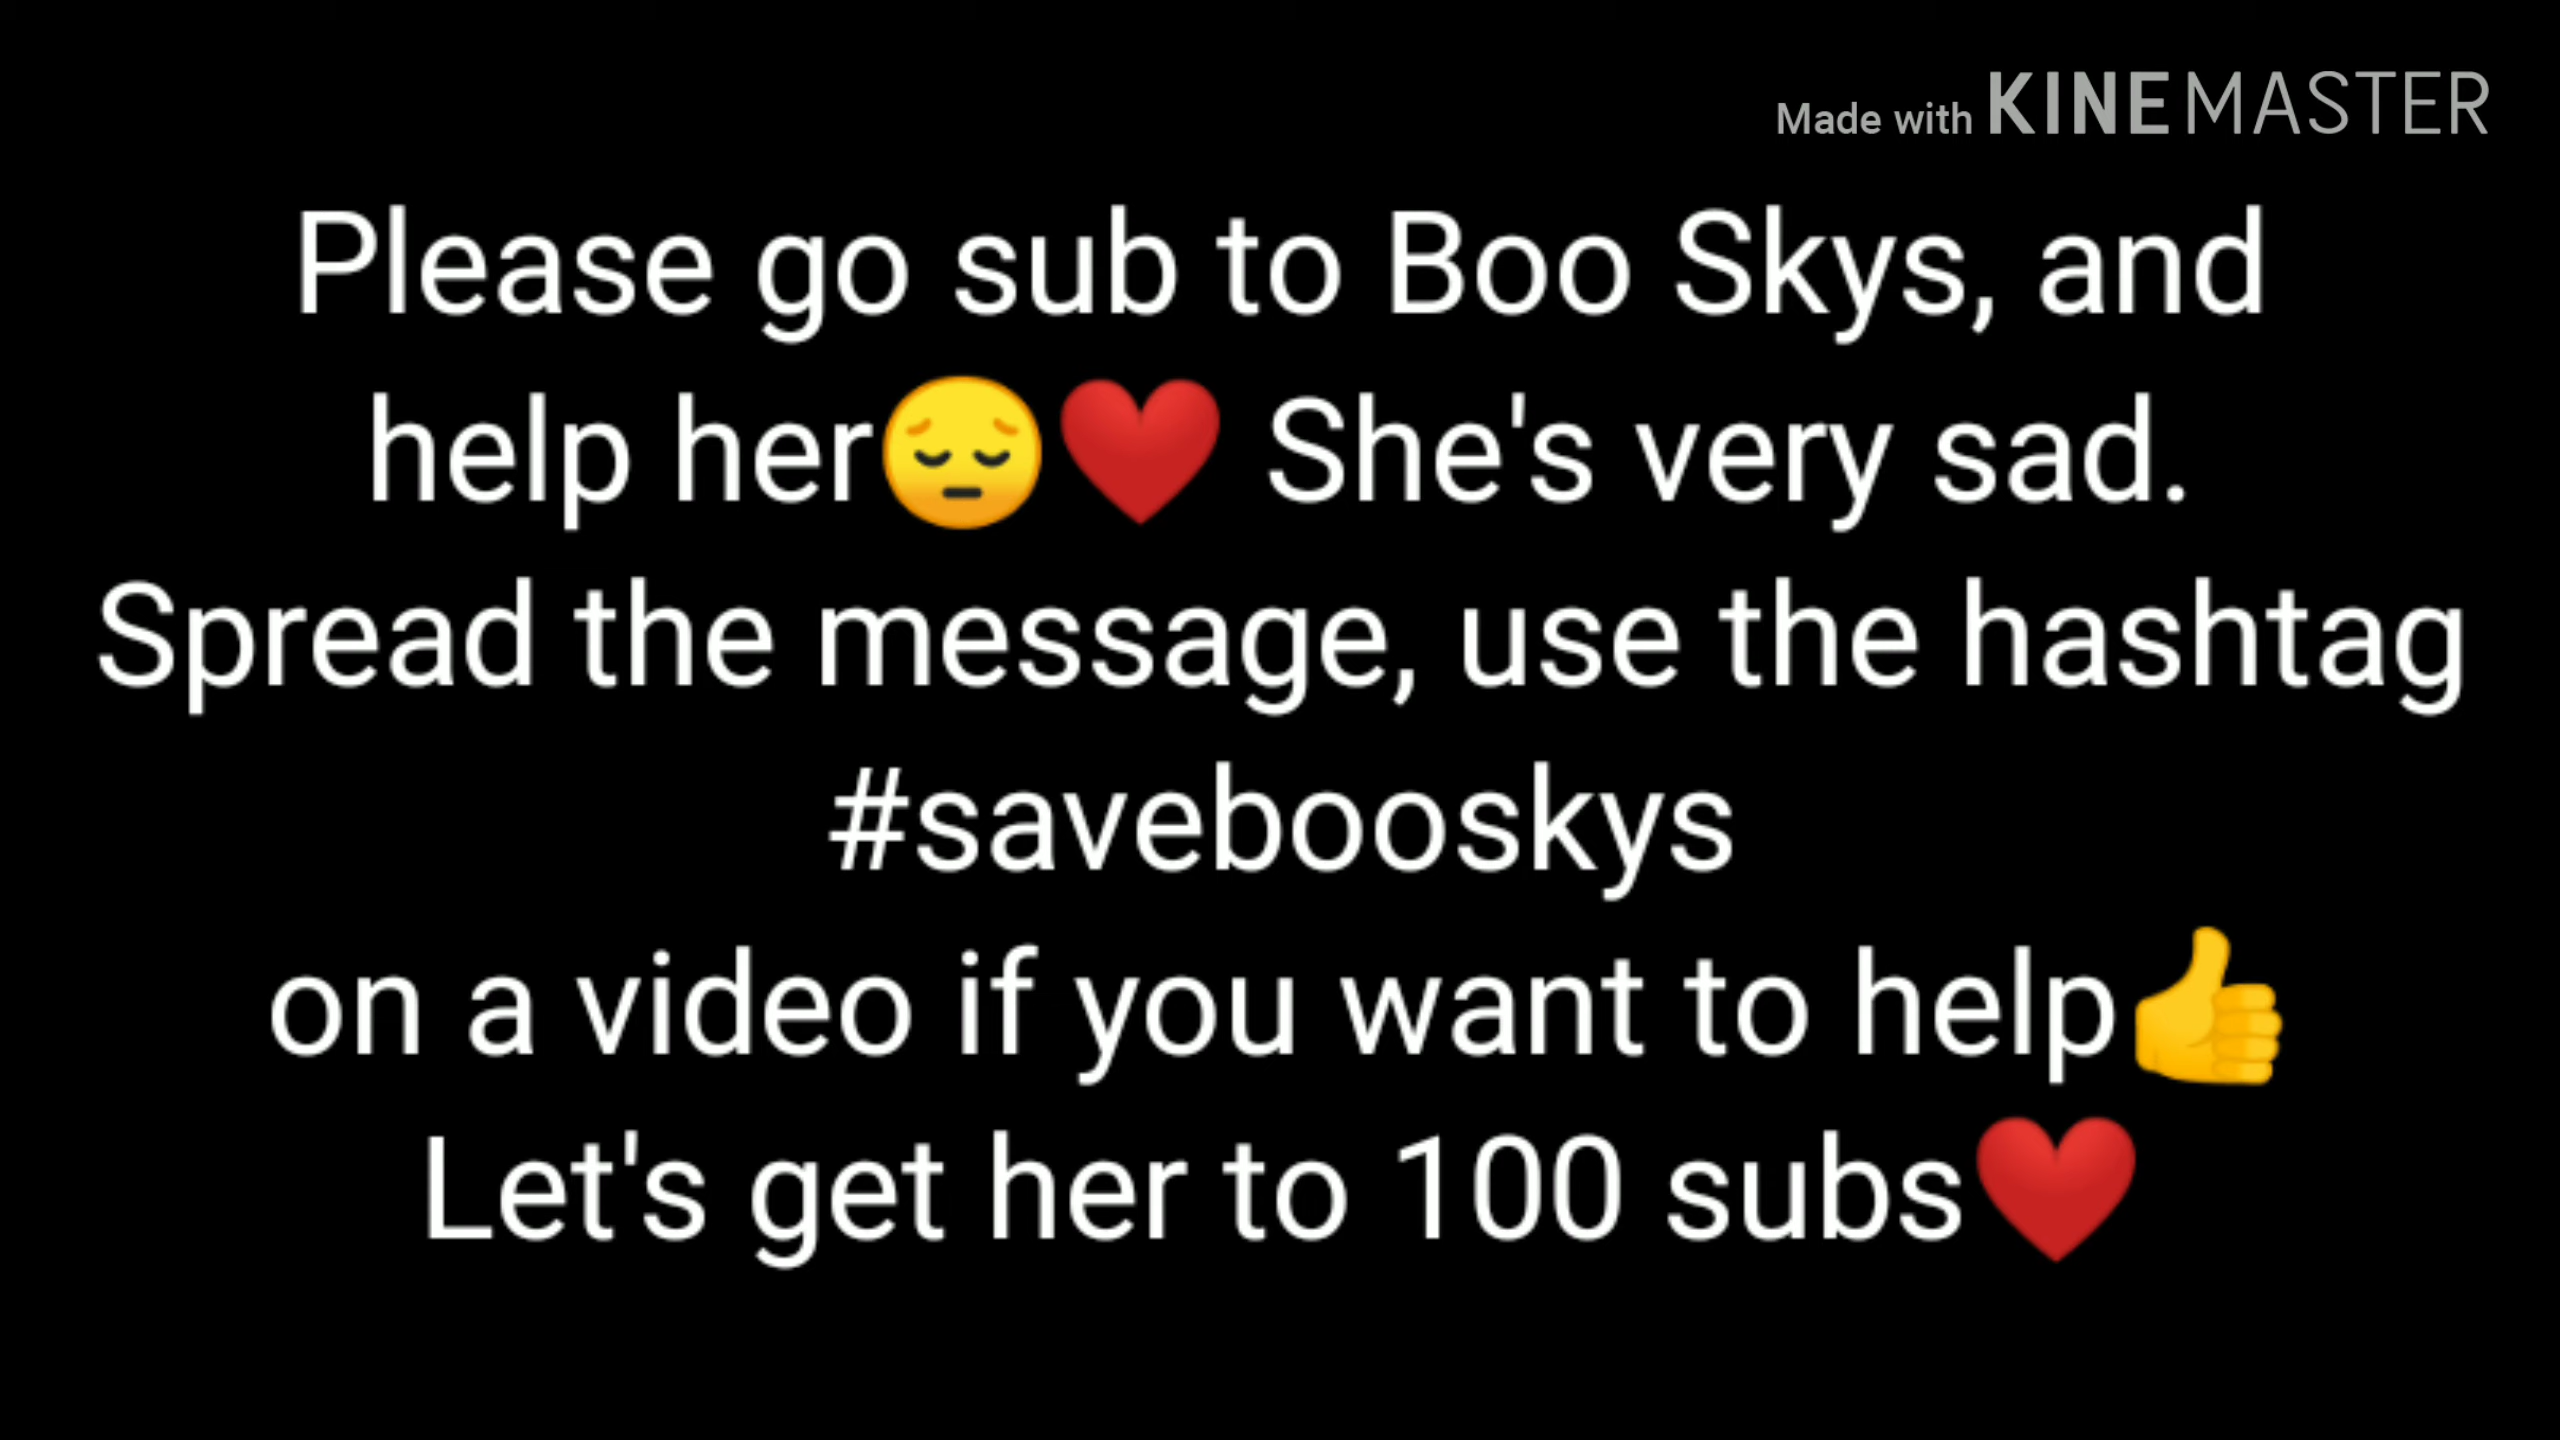 Made with KINEMASTER
Please go sub to Boo Skys, and
help her😔❤️ She's very sad.
Spread the message, use the hashtag
#savebooskys
on a video if you want to help👍
Let's get her to 100 subs❤️